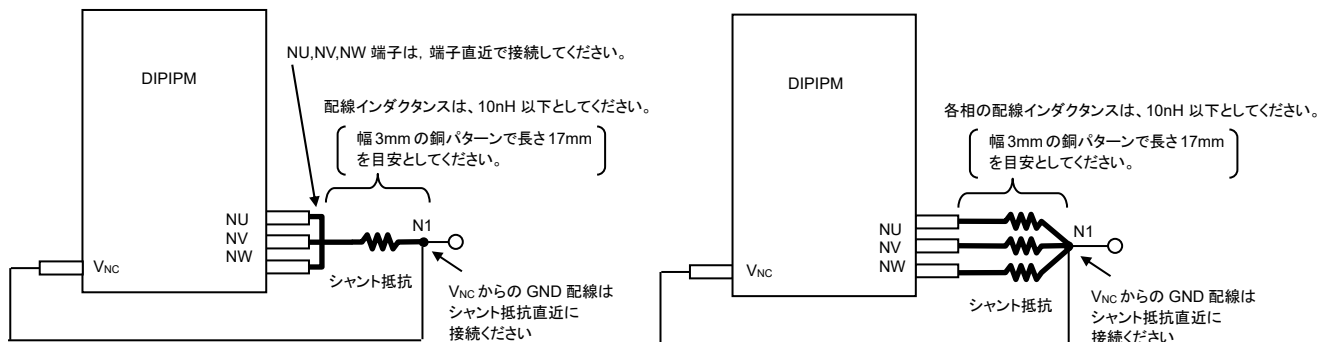 NU,NV,NW 端子は，端子直近で接続してください。
DIPIPM
配線インダクタンスは、10nH 以下としてください。
幅 3mm の銅パターンで長さ 17mm
を目安としてください。
NU
NV
NW
N1
VNC
シャント抵抗
VNC からの GND 配線は
シャント抵抗直近に
接続ください
DIPIPM
各相の配線インダクタンスは、10nH 以下としてください。
幅 3mm の銅パターンで長さ 17mm
を目安としてください。
NU
NV
NW
N1
VNC
シャント抵抗
VNC からの GND 配線は
シャント抵抗直近に
接続ください